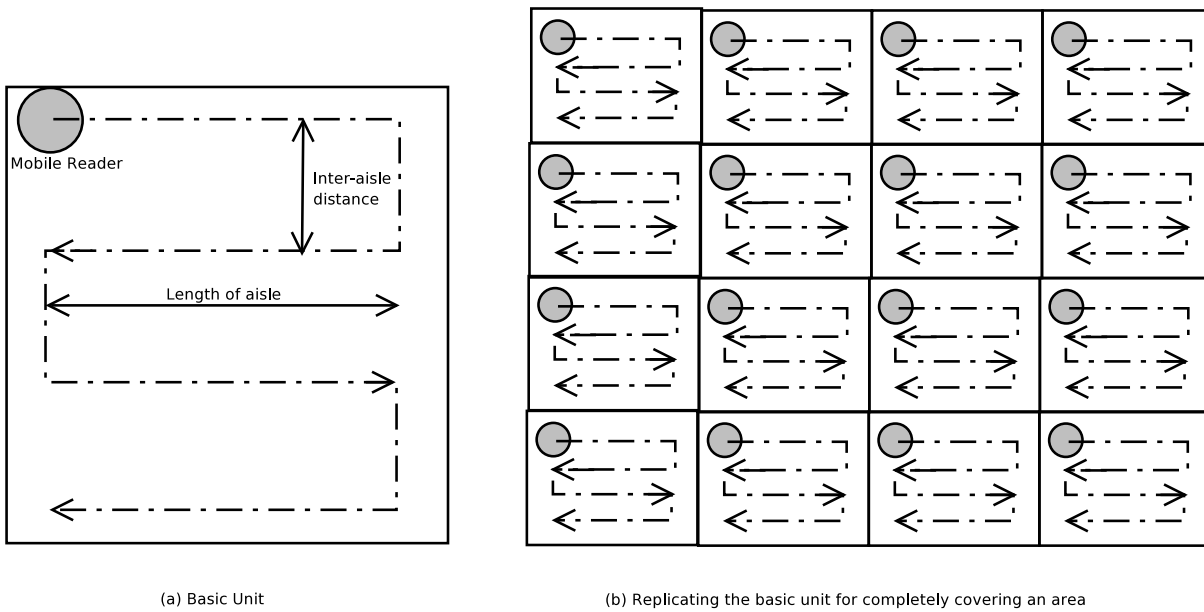 Mobile Reader
Inter-aisle
distance
Length of aisle
(a) Basic Unit
(b) Replicating the basic unit for completely covering an area